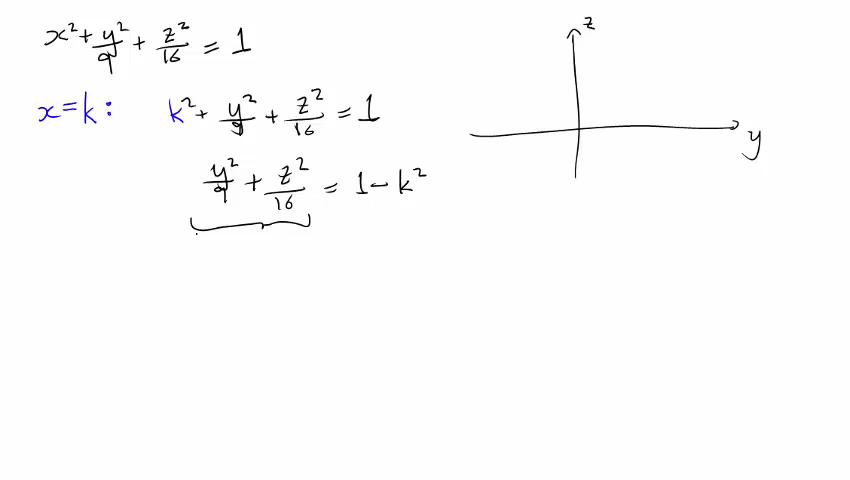 x² + y²/9 + z²/16 = 1
x = k: k² + y²/9 + z²/16 = 1
y²/9 + z²/16 = 1 - k²
z
y